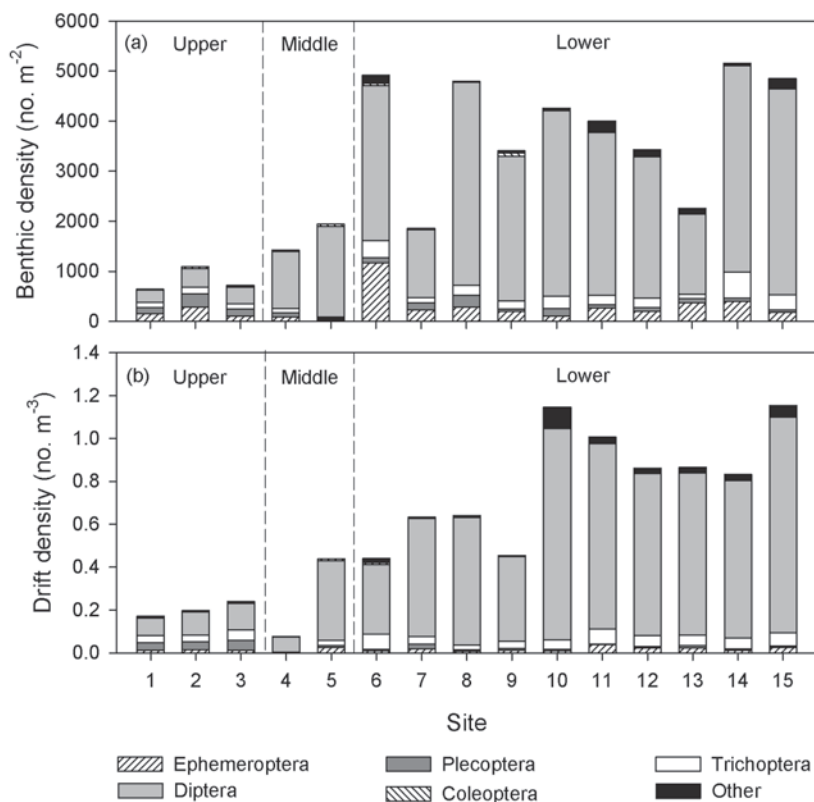 6000
5000
4000
3000
2000
1000
0
Benthic density (no. m⁻²)
(a) Upper Middle Lower
1.4
1.2
1.0
0.8
0.6
0.4
0.2
0.0
Drift density (no. m⁻³)
(b) Upper Middle Lower
1 2 3 4 5 6 7 8 9 10 11 12 13 14 15
Site
Ephemeroptera Plecoptera Trichoptera
Diptera Coleoptera Other